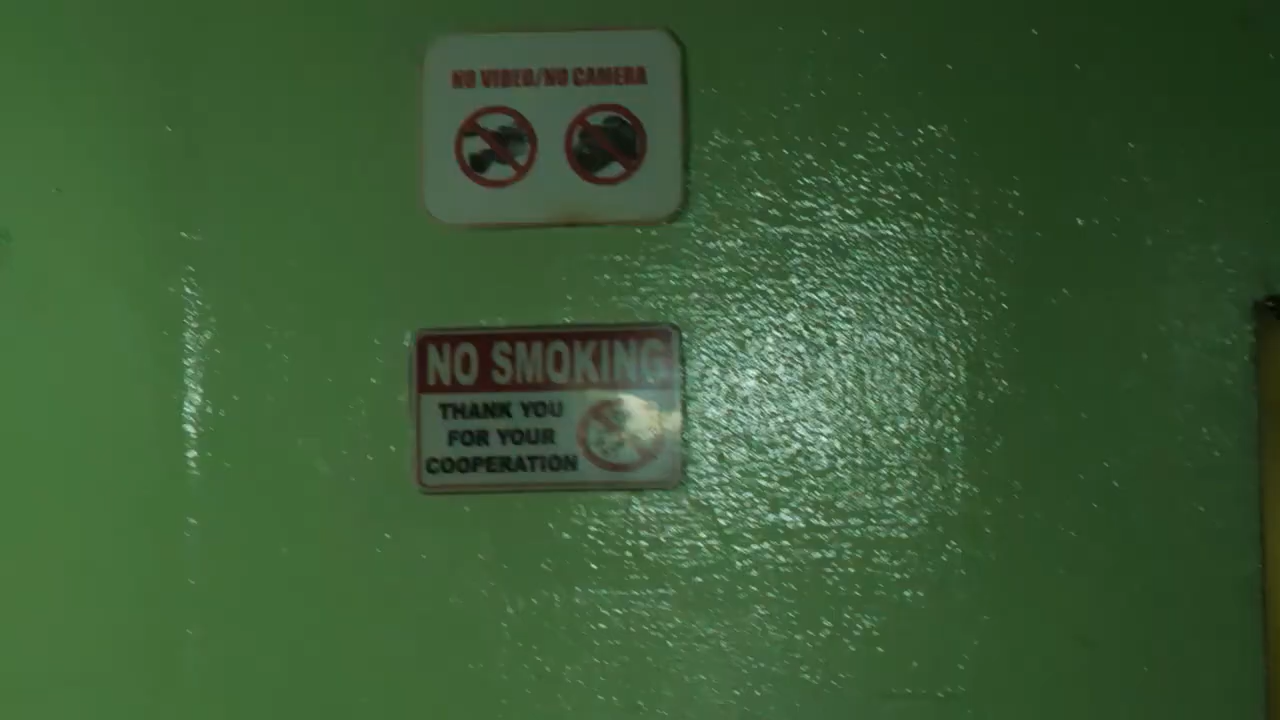 NO VIDEO/NO CAMERA
NO SMOKING
THANK YOU
FOR YOUR
COOPERATION